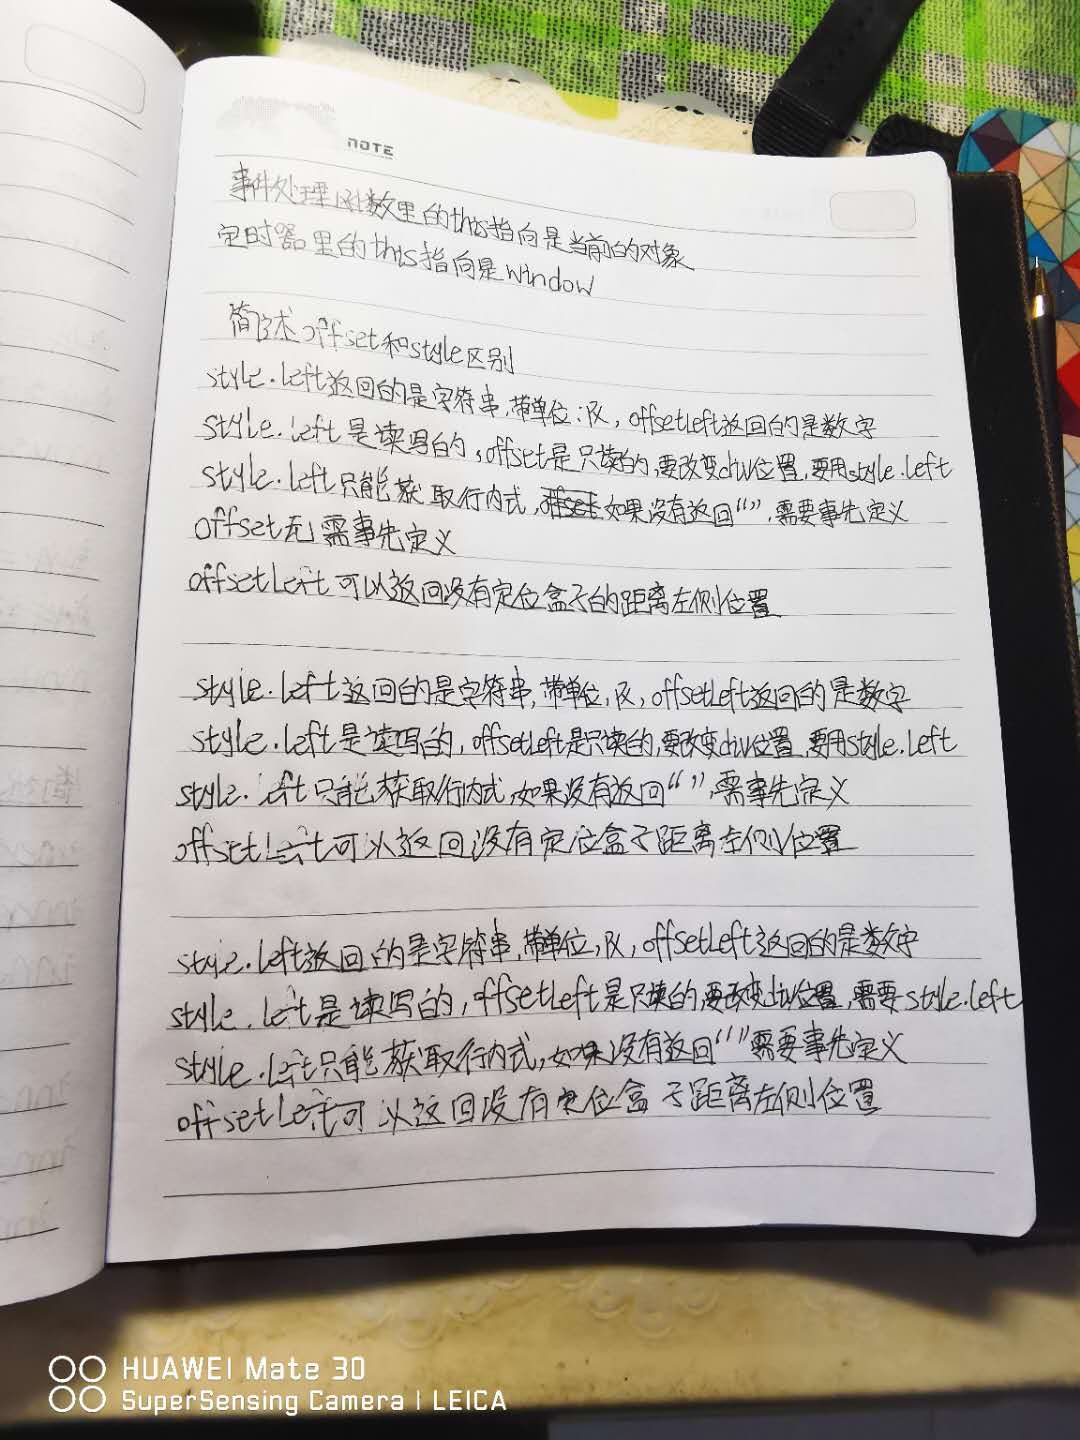 NOTE
事件处理函数里的this指向是当前的对象
定时器里的this指向是window
简述offset和style区别
style.left返回的是字符串,带单位:反,offsetLeft返回的是数字
style.left是读写的,offset是只读的,要改变div位置,要用style.left
style.left只能获取行内式,如果没有返回“”,需要事先定义
offset无需事先定义
offsetLeft可以返回没有定位盒子的距离左侧位置
style.left返回的是字符串,带单位,反,offsetLeft返回的是数字
style.left是读写的,offsetLeft是只读的,要改变div位置,要用style.left
style.left只能获取行内式,如果没有返回“”,需事先定义
offsetLeft可以返回没有定位盒子距离左侧位置
style.left返回的是字符串,带单位,反,offsetLeft返回的是数字
style.left是读写的,offsetLeft是只读的,要改变div位置,需要style.left
style.left只能获取行内式,如果没有返回“”需要事先定义
offsetLeft可以返回没有定位盒子距离左侧位置
HUAWEI Mate 30
SuperSensing Camera | LEICA